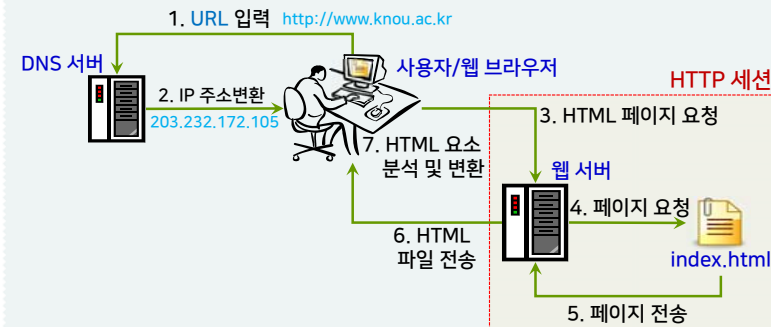 1. URL 입력 http://www.knou.ac.kr
DNS 서버
사용자/웹 브라우저
HTTP 세션
2. IP 주소변환
203.232.172.105
3. HTML 페이지 요청
7. HTML 요소
분석 및 변환
웹 서버
4. 페이지 요청
6. HTML
파일 전송
index.html
5. 페이지 전송